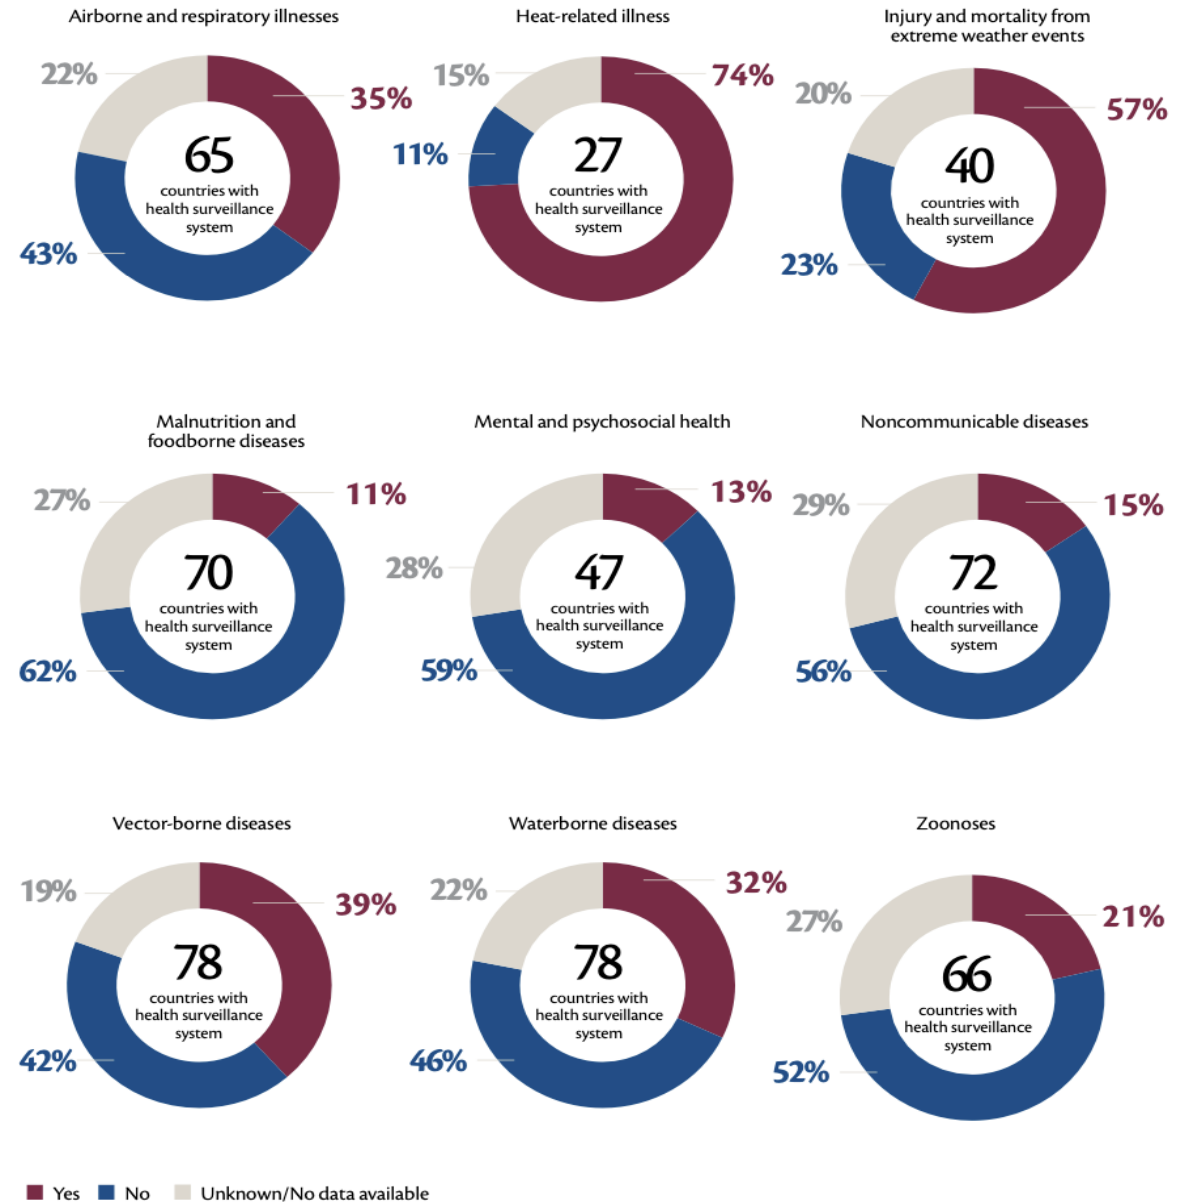 Airborne and respiratory illnesses
22%
35%
65
countries with
health surveillance
system
43%
Heat-related illness
15%
74%
11%
27
countries with
health surveillance
system
Injury and mortality from
extreme weather events
20%
57%
40
countries with
health surveillance
system
23%
Malnutrition and
foodborne diseases
27%
11%
70
countries with
health surveillance
system
62%
Mental and psychosocial health
13%
28%
47
countries with
health surveillance
system
59%
Noncommunicable diseases
29%
15%
72
countries with
health surveillance
system
56%
Vector-borne diseases
19%
39%
78
countries with
health surveillance
system
42%
Waterborne diseases
22%
32%
78
countries with
health surveillance
system
46%
Zoonoses
27%
21%
66
countries with
health surveillance
system
52%
Yes No Unknown/No data available